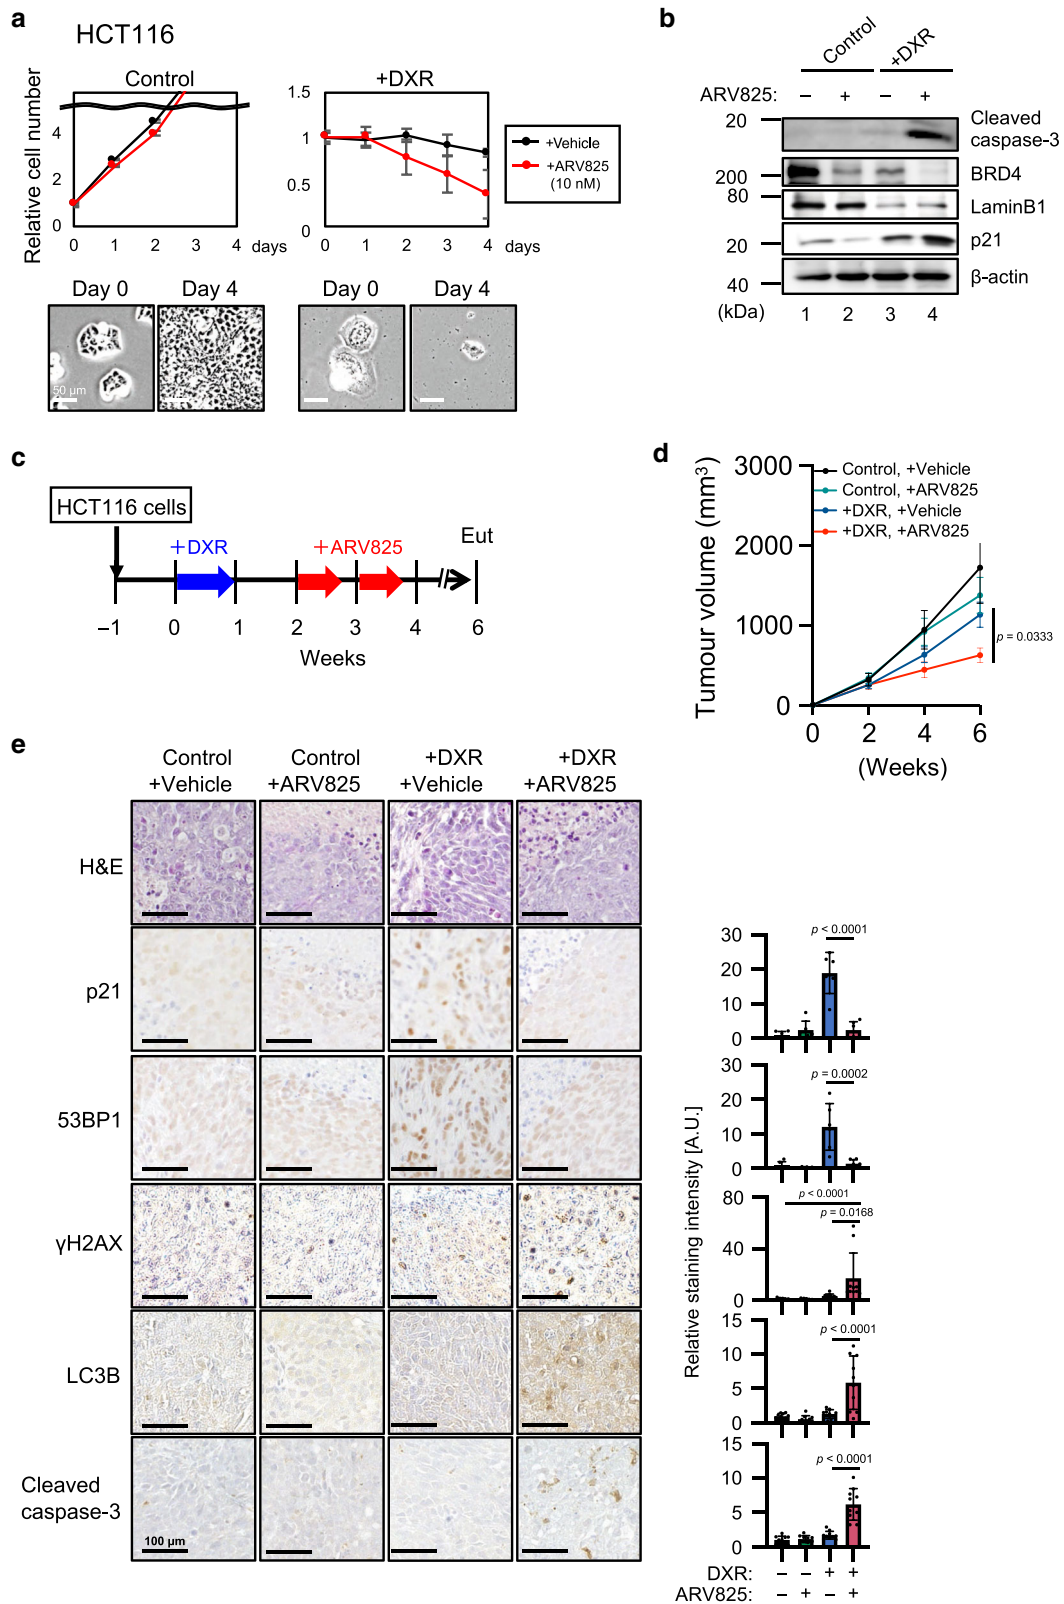 a
HCT116
Control
+DXR
Relative cell number
4
2
0
0 1 2 3 4 days
1.5
1
0.5
0
0 1 2 3 4 days
+Vehicle
+ARV825
(10 nM)
Day 0 Day 4 Day 0 Day 4
50 µm
b
Control +DXR
ARV825: − + − +
20
Cleaved
caspase-3
200
BRD4
80
LaminB1
20
p21
40
β-actin
(kDa) 1 2 3 4
c
HCT116 cells
+DXR
+ARV825
Eut
−1 0 1 2 3 4 6
Weeks
d
Tumour volume (mm³)
3000
2000
1000
0
Control, +Vehicle
Control, +ARV825
+DXR, +Vehicle
+DXR, +ARV825
p = 0.0333
0 2 4 6
(Weeks)
e
Control
+Vehicle
Control
+ARV825
+DXR
+Vehicle
+DXR
+ARV825
H&E
p21
53BP1
γH2AX
LC3B
Cleaved
caspase-3
100 µm
Relative staining intensity [A.U.]
30
20
10
0
p < 0.0001
30
20
10
0
p = 0.0002
80
40
0
p < 0.0001
p = 0.0168
15
10
5
0
p < 0.0001
15
10
5
0
p < 0.0001
DXR: − − + +
ARV825: − + − +